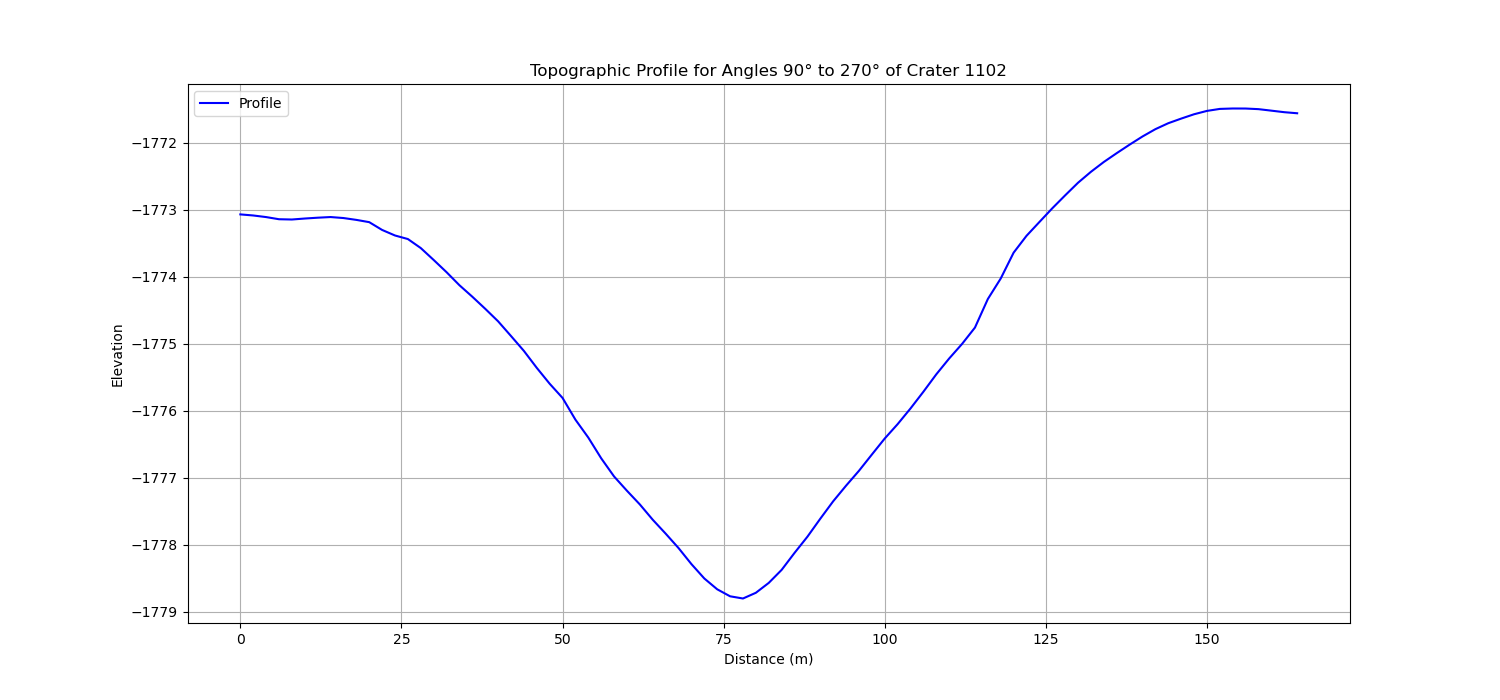 Topographic Profile for Angles 90° to 270° of Crater 1102
Profile
−1772
−1773
−1774
−1775
−1776
−1777
−1778
−1779
Elevation
0 25 50 75 100 125 150
Distance (m)